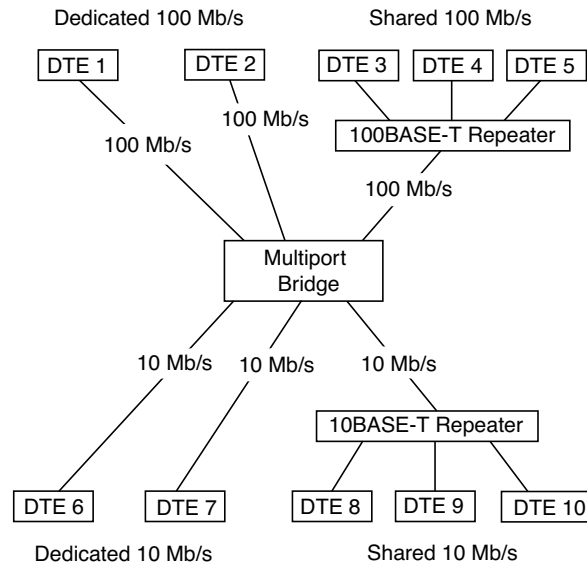 Dedicated 100 Mb/s
Shared 100 Mb/s
DTE 1
DTE 2
DTE 3
DTE 4
DTE 5
100 Mb/s
100 Mb/s
100BASE-T Repeater
100 Mb/s
Multiport
Bridge
10 Mb/s
10 Mb/s
10 Mb/s
10BASE-T Repeater
DTE 6
DTE 7
DTE 8
DTE 9
DTE 10
Dedicated 10 Mb/s
Shared 10 Mb/s